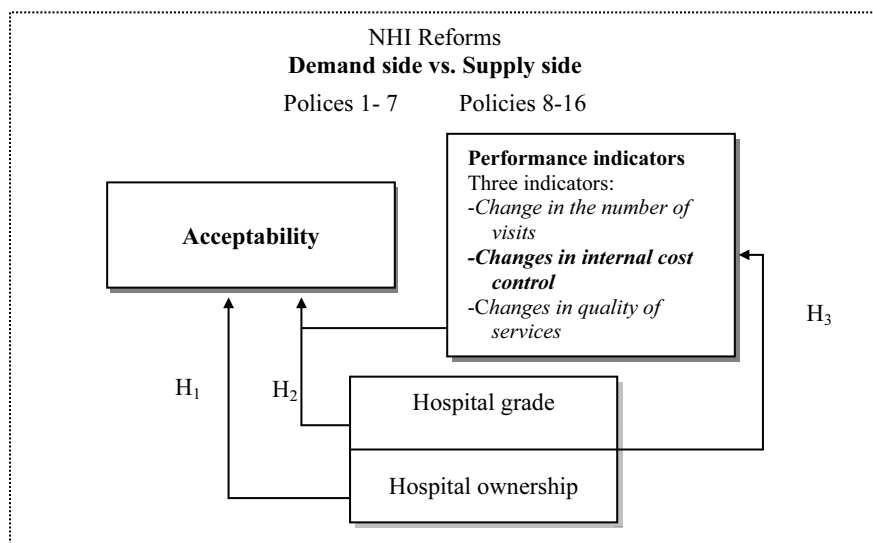 NHI Reforms
Demand side vs. Supply side
Polices 1- 7 Policies 8-16
Performance indicators
Three indicators:
-Change in the number of
visits
-Changes in internal cost
control
-Changes in quality of
services
Acceptability
H1
H2
H3
Hospital grade
Hospital ownership